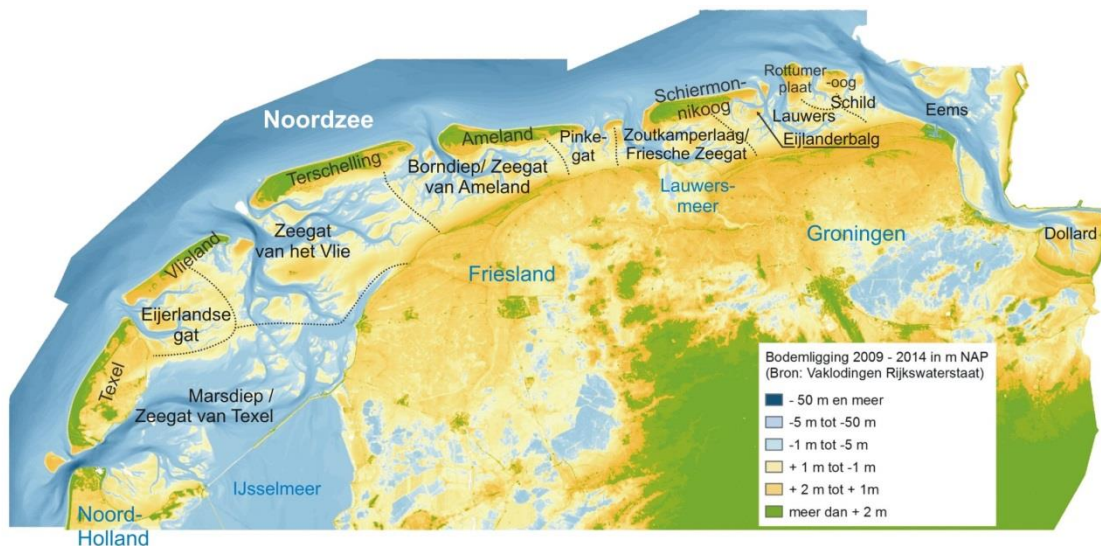 Noordzee
Rottumer
plaat
-oog
Schild
Eems
Schiermon-
nikoog
Lauwers
Eijlanderbalg
Ameland
Pinke-
gat
Zoutkamperlaag/
Friesche Zeegat
Borndiep/ Zeegat
van Ameland
Terschelling
Lauwers-
meer
Zeegat
van het Vlie
Groningen
Dollard
Vlieland
Friesland
Eijerlandse
gat
Texel
Marsdiep /
Zeegat van Texel
IJsselmeer
Noord-
Holland
Bodemligging 2009 - 2014 in m NAP
(Bron: Vaklodingen Rijkswaterstaat)
- 50 m en meer
-5 m tot -50 m
-1 m tot -5 m
+ 1 m tot -1 m
+ 2 m tot + 1m
meer dan + 2 m